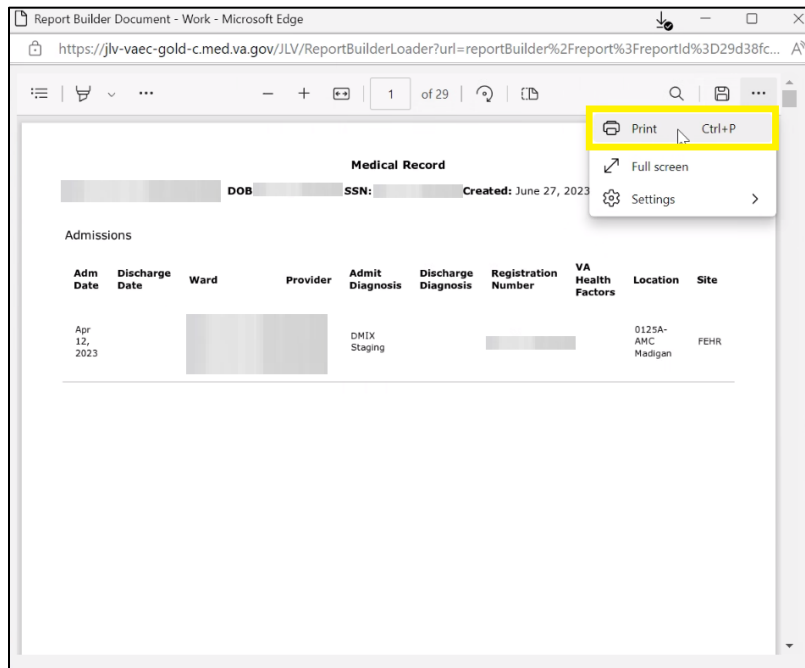 Report Builder Document - Work - Microsoft Edge
https://jlv-vaec-gold-c.med.va.gov/JLV/ReportBuilderLoader?url=reportBuilder%2Freport%3FreportId%3D29d38fc...
1 of 29
Print Ctrl+P
Full screen
Settings
Medical Record
DOB SSN: Created: June 27, 2023
Admissions
Adm Date Discharge Date Ward Provider Admit Diagnosis Discharge Diagnosis Registration Number VA Health Factors Location Site
Apr 12, 2023 DMIX Staging 0125A-AMC Madigan FEHR